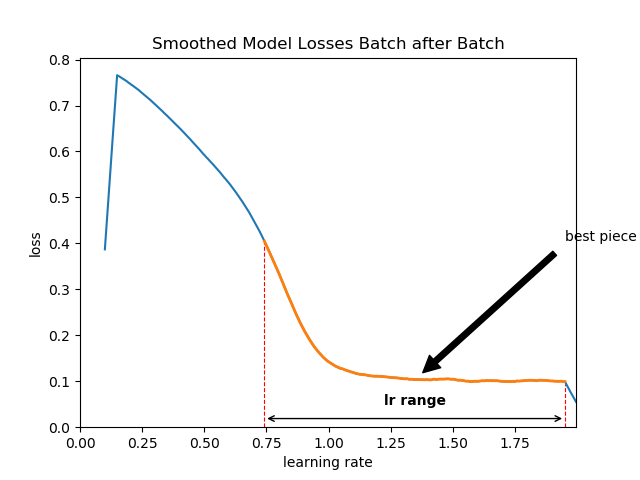 Smoothed Model Losses Batch after Batch
0.8
0.7
0.6
0.5
0.4
0.3
0.2
0.1
0.0
loss
best piece
lr range
0.00 0.25 0.50 0.75 1.00 1.25 1.50 1.75
learning rate